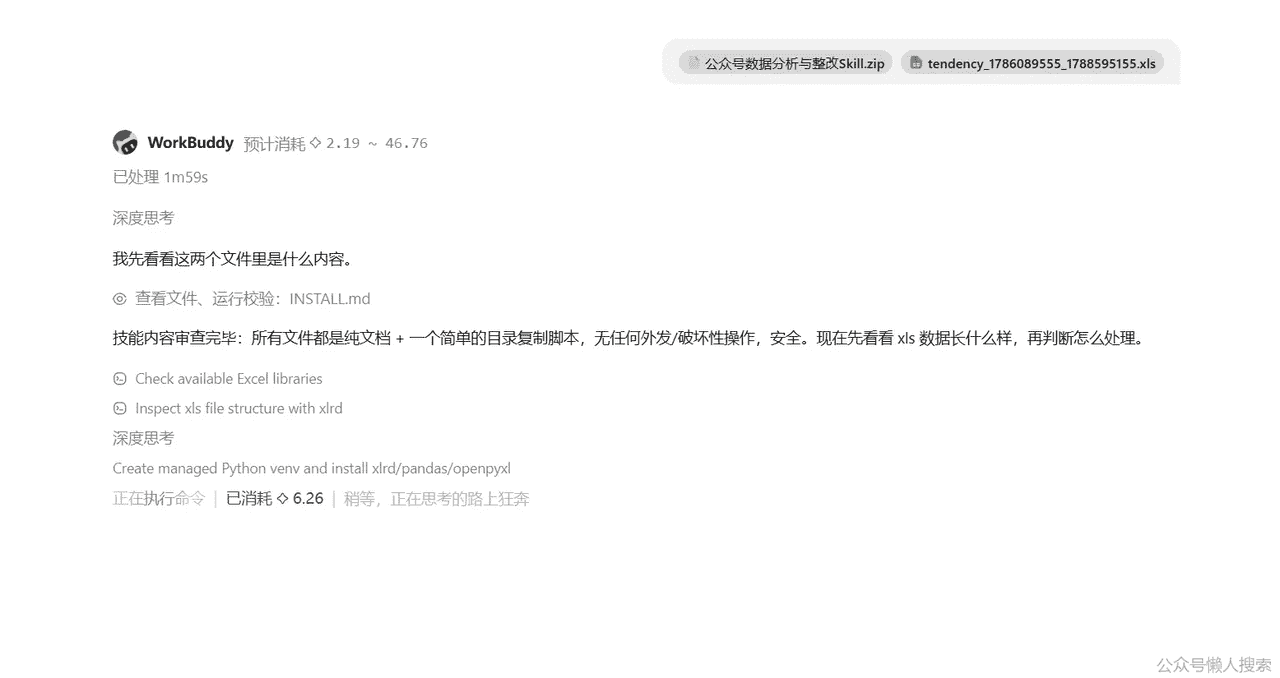 公众号数据分析与整改Skill.zip tendency_1786089555_1788595155.xls
WorkBuddy 预计消耗 2.19 ~ 46.76
已处理 1m59s
深度思考
我先看看这两个文件里是什么内容。
查看文件、运行校验：INSTALL.md
技能内容审查完毕：所有文件都是纯文档 + 一个简单的目录复制脚本，无任何外发/破坏性操作，安全。现在先看看 xls 数据长什么样，再判断怎么处理。
Check available Excel libraries
Inspect xls file structure with xlrd
深度思考
Create managed Python venv and install xlrd/pandas/openpyxl
正在执行命令 | 已消耗 6.26 | 稍等，正在思考的路上狂奔
公众号懒人搜索